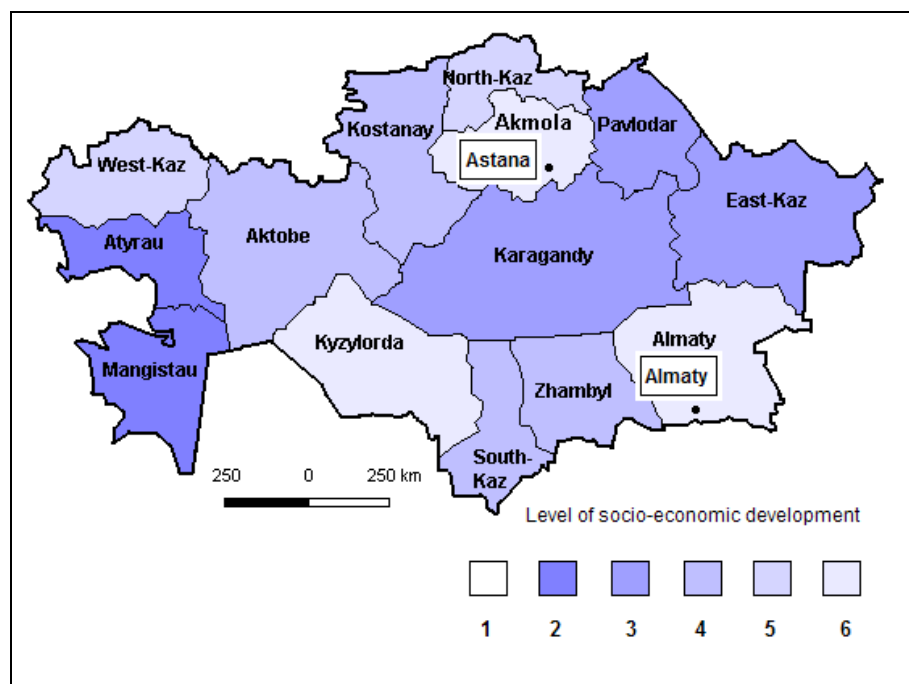 North-Kaz
Kostanay
Akmola
Pavlodar
Astana
West-Kaz
East-Kaz
Atyrau
Aktobe
Karagandy
Kyzylorda
Almaty
Mangistau
Almaty
Zhambyl
South-
Kaz
250 0 250 km
Level of socio-economic development
1 2 3 4 5 6